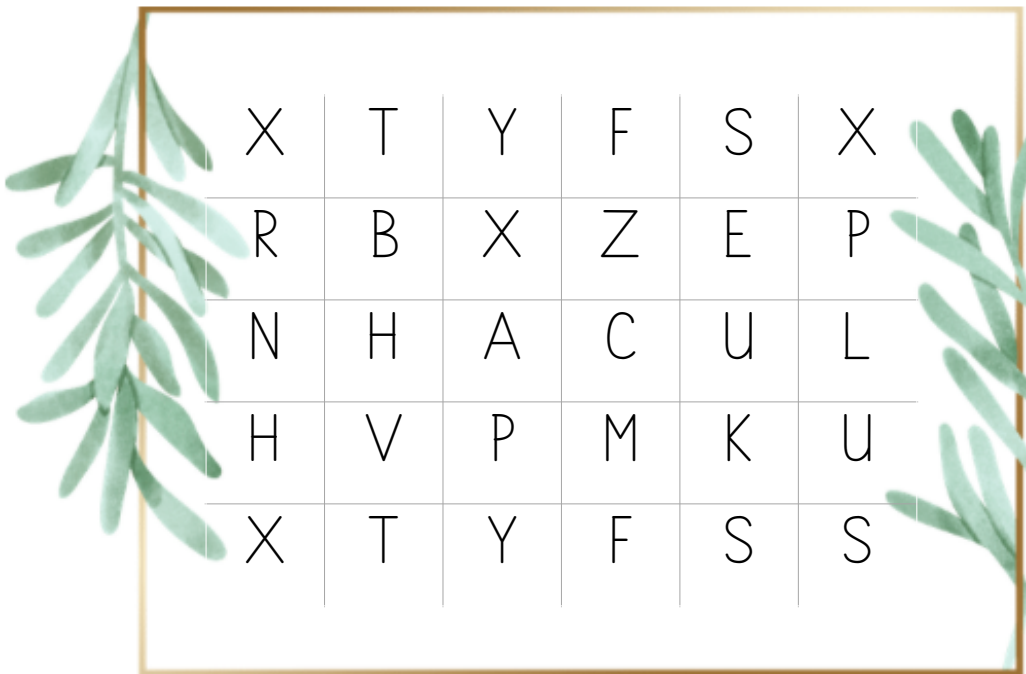 X T Y F S X
R B X Z E P
N H A C U L
H V P M K U
X T Y F S S